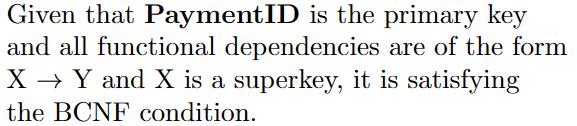 Given that PaymentID is the primary key
and all functional dependencies are of the form
X → Y and X is a superkey, it is satisfying
the BCNF condition.